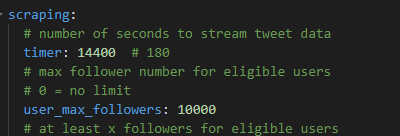 scraping:
# number of seconds to stream tweet data
timer: 14400  # 180
# max follower number for eligible users
# 0 = no limit
user_max_followers: 10000
# at least x followers for eligible users